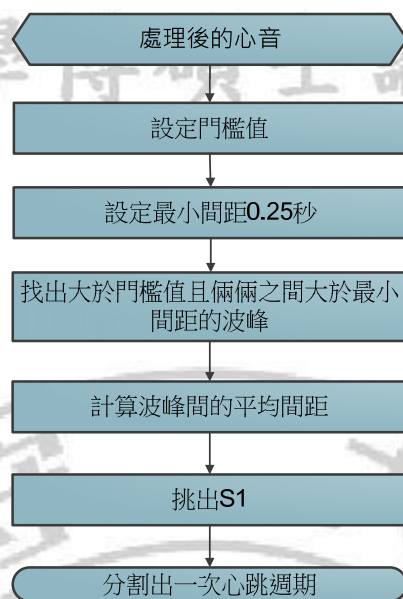 處理後的心音
設定門檻值
設定最小間距0.25秒
找出大於門檻值且倆倆之間大於最小
間距的波峰
計算波峰間的平均間距
挑出S1
分割出一次心跳週期